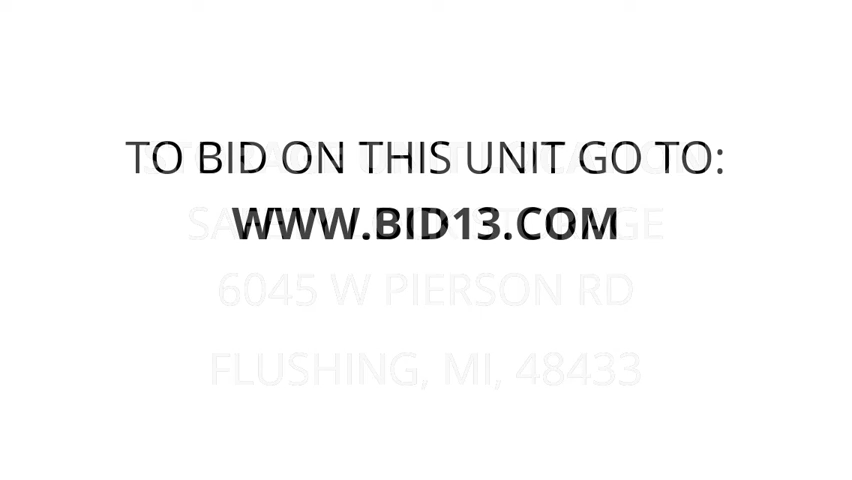 TO BID ON THIS UNIT GO TO:
WWW.BID13.COM
6045 W PIERSON RD
FLUSHING, MI, 48433